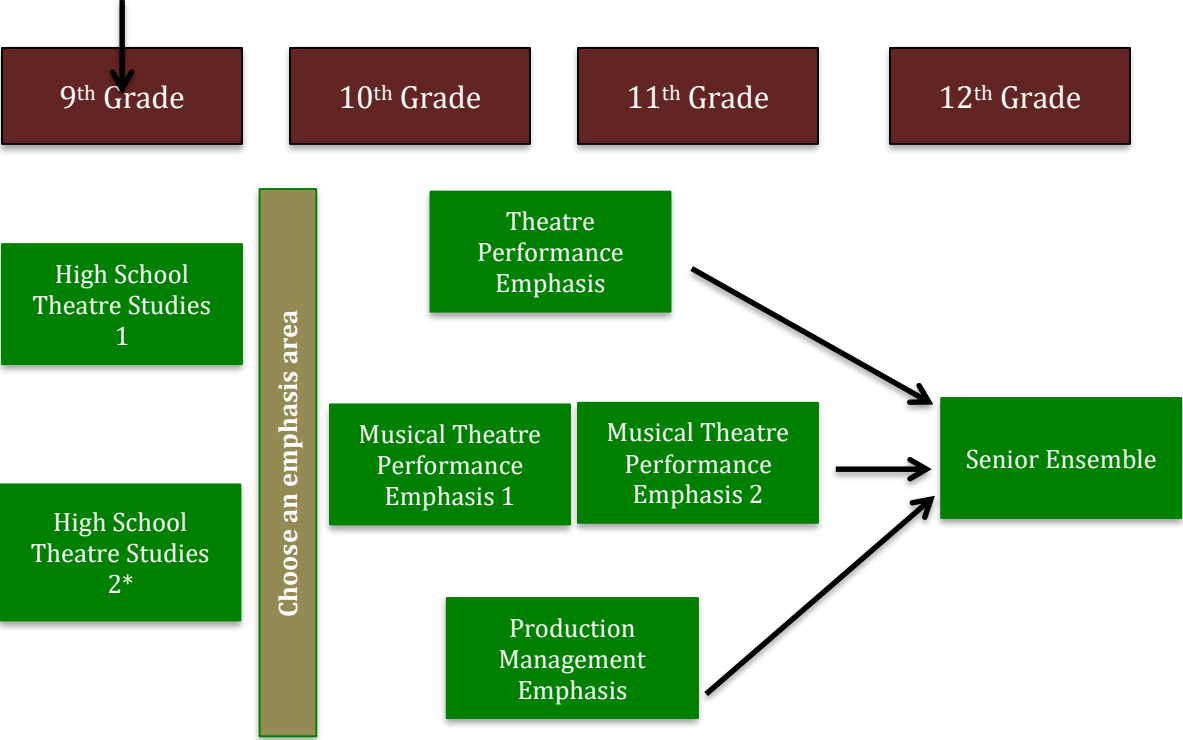 9th Grade
10th Grade
11th Grade
12th Grade
High School
Theatre Studies
1
High School
Theatre Studies
2*
Choose an emphasis area
Theatre
Performance
Emphasis
Musical Theatre
Performance
Emphasis 1
Musical Theatre
Performance
Emphasis 2
Production
Management
Emphasis
Senior Ensemble